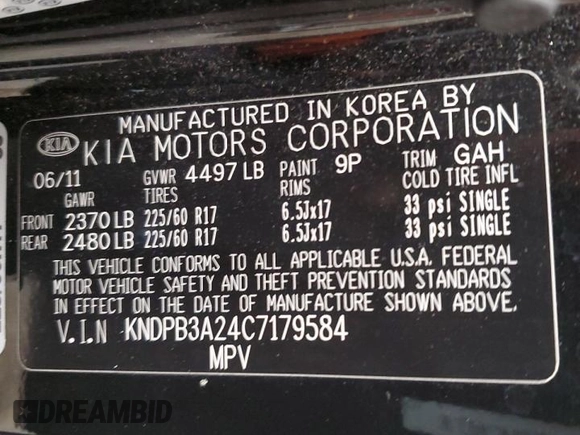 MANUFACTURED IN KOREA BY
KIA KIA MOTORS CORPORATION
06/11 GVWR 4497 LB PAINT 9P TRIM GAH
GAWR TIRES RIMS COLD TIRE INFL
FRONT 2370 LB 225/60 R17 6.5Jx17 33 psi SINGLE
REAR 2480 LB 225/60 R17 6.5Jx17 33 psi SINGLE
THIS VEHICLE CONFORMS TO ALL APPLICABLE U.S.A. FEDERAL
MOTOR VEHICLE SAFETY AND THEFT PREVENTION STANDARDS
IN EFFECT ON THE DATE OF MANUFACTURE SHOWN ABOVE.
V.I.N KNDPB3A24C7179584
MPV
DREAMBID